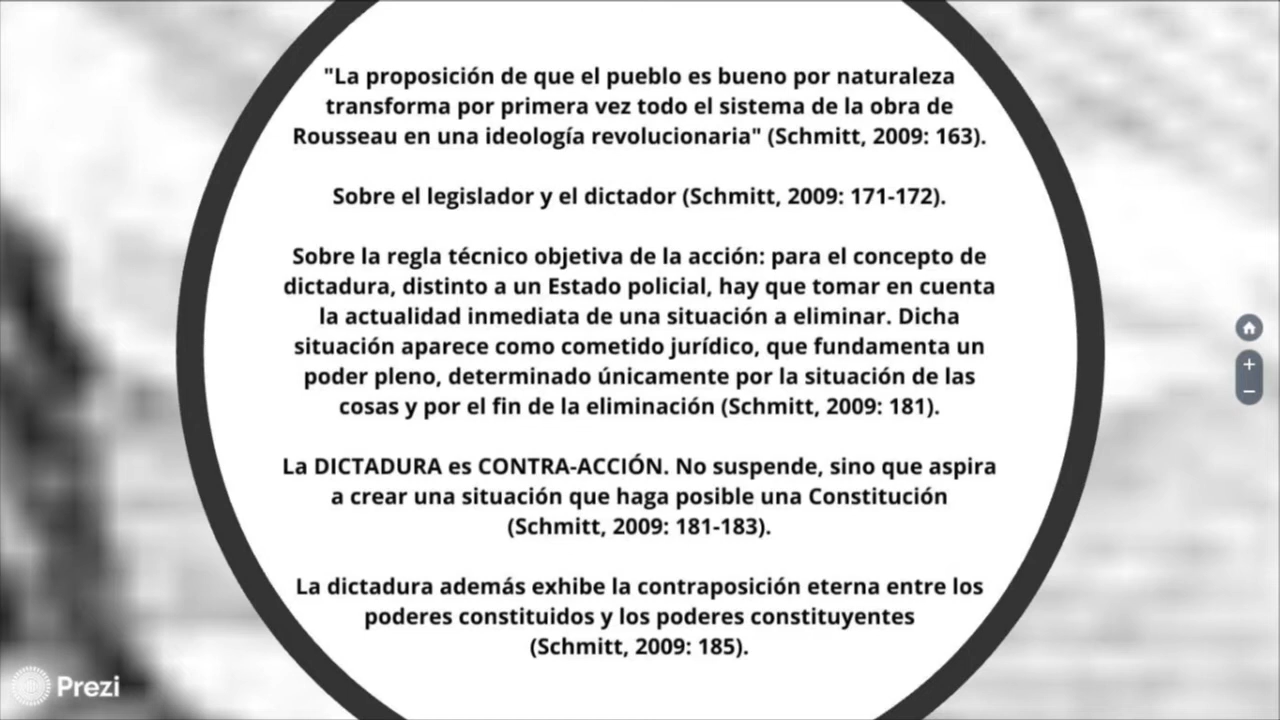 "La proposición de que el pueblo es bueno por naturaleza
transforma por primera vez todo el sistema de la obra de
Rousseau en una ideología revolucionaria" (Schmitt, 2009: 163).
Sobre el legislador y el dictador (Schmitt, 2009: 171-172).
Sobre la regla técnico objetiva de la acción: para el concepto de
dictadura, distinto a un Estado policial, hay que tomar en cuenta
la actualidad inmediata de una situación a eliminar. Dicha
situación aparece como cometido jurídico, que fundamenta un
poder pleno, determinado únicamente por la situación de las
cosas y por el fin de la eliminación (Schmitt, 2009: 181).
La DICTADURA es CONTRA-ACCIÓN. No suspende, sino que aspira
a crear una situación que haga posible una Constitución
(Schmitt, 2009: 181-183).
La dictadura además exhibe la contraposición eterna entre los
poderes constituidos y los poderes constituyentes
(Schmitt, 2009: 185).
Prezi